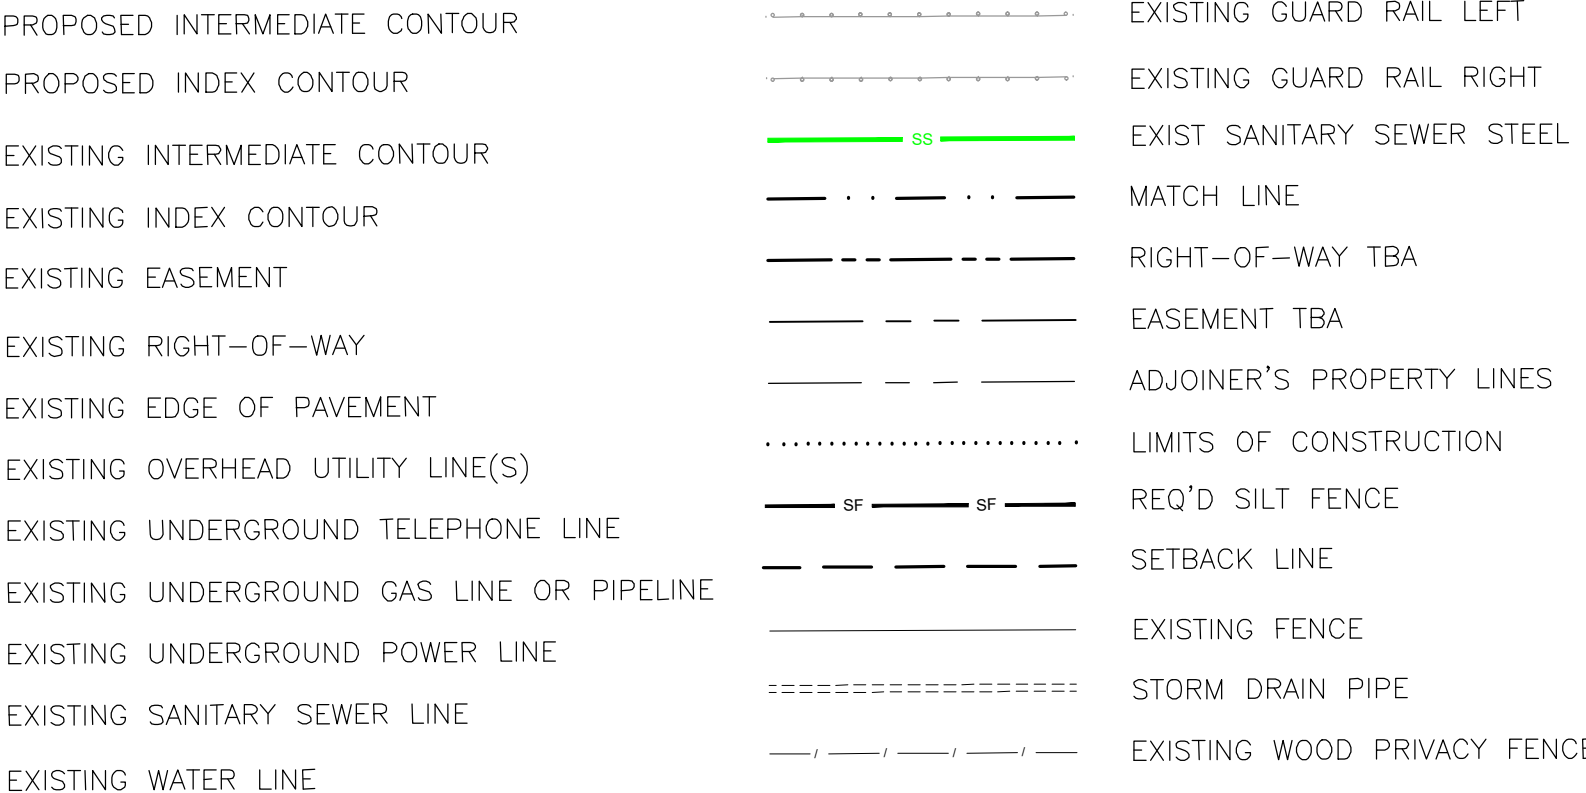 PROPOSED INTERMEDIATE CONTOUR
PROPOSED INDEX CONTOUR
EXISTING INTERMEDIATE CONTOUR
EXISTING INDEX CONTOUR
EXISTING EASEMENT
EXISTING RIGHT-OF-WAY
EXISTING EDGE OF PAVEMENT
EXISTING OVERHEAD UTILITY LINE(S)
EXISTING UNDERGROUND TELEPHONE LINE
EXISTING UNDERGROUND GAS LINE OR PIPELINE
EXISTING UNDERGROUND POWER LINE
EXISTING SANITARY SEWER LINE
EXISTING WATER LINE
EXISTING GUARD RAIL LEFT
EXISTING GUARD RAIL RIGHT
SS EXIST SANITARY SEWER STEEL
MATCH LINE
RIGHT-OF-WAY TBA
EASEMENT TBA
ADJOINER'S PROPERTY LINES
LIMITS OF CONSTRUCTION
SF SF REQ'D SILT FENCE
SETBACK LINE
EXISTING FENCE
STORM DRAIN PIPE
EXISTING WOOD PRIVACY FENCE